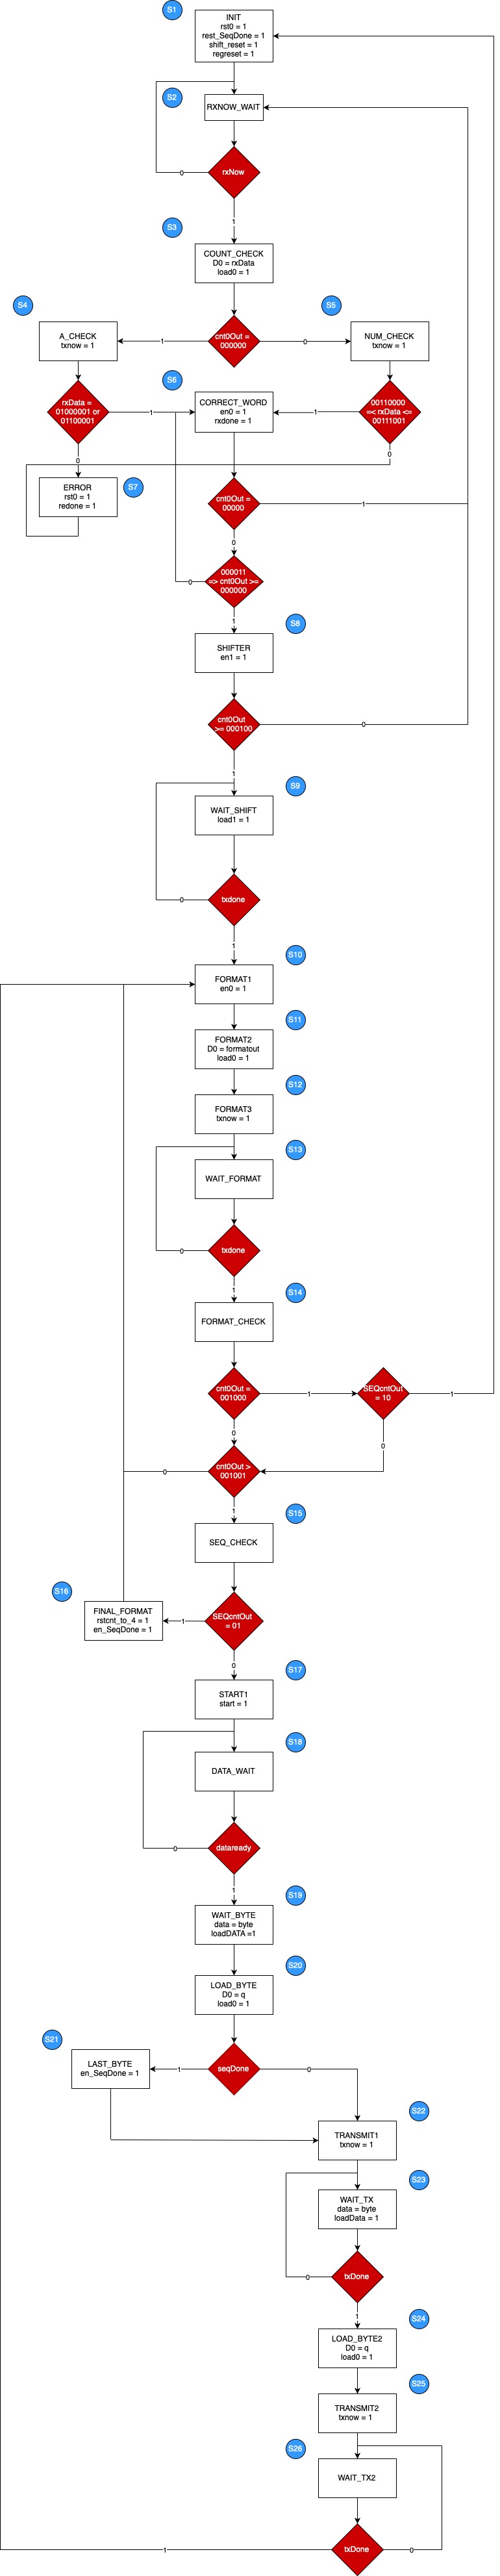 S1
INIT
rst0 = 1
rest_SeqDone = 1
shift_reset = 1
regreset = 1
S2
RXNOW_WAIT
rxNow
0
1
S3
COUNT_CHECK
D0 = rxData
load0 = 1
S4
S5
A_CHECK
txnow = 1
1
cnt0Out =
000000
0
NUM_CHECK
txnow = 1
S6
rxData =
01000001 or
01100001
1
CORRECT_WORD
en0 = 1
rxdone = 1
1
00110000
=< rxData <=
00111001
0
0
S7
ERROR
rst0 = 1
redone = 1
cnt0Out =
00000
1
0
000011
=> cnt0Out >=
000000
0
1
S8
SHIFTER
en1 = 1
cnt0Out
>= 000100
0
1
S9
WAIT_SHIFT
load1 = 1
txdone
0
1
S10
FORMAT1
en0 = 1
S11
FORMAT2
D0 = formatout
load0 = 1
S12
FORMAT3
txnow = 1
S13
WAIT_FORMAT
txdone
0
1
S14
FORMAT_CHECK
cnt0Out =
001000
1
SEQcntOut
= 10
1
0
0
cnt0Out >
001001
0
1
S15
SEQ_CHECK
S16
FINAL_FORMAT
rstcnt_to_4 = 1
en_SeqDone = 1
1
SEQcntOut
= 01
0
S17
START1
start = 1
S18
DATA_WAIT
dataready
0
1
S19
WAIT_BYTE
data = byte
loadDATA =1
S20
LOAD_BYTE
D0 = q
load0 = 1
S21
LAST_BYTE
en_SeqDone = 1
1
seqDone
0
S22
TRANSMIT1
txnow = 1
S23
WAIT_TX
data = byte
loadData = 1
txDone
0
1
S24
LOAD_BYTE2
D0 = q
load0 = 1
S25
TRANSMIT2
txnow = 1
S26
WAIT_TX2
1
txDone
0